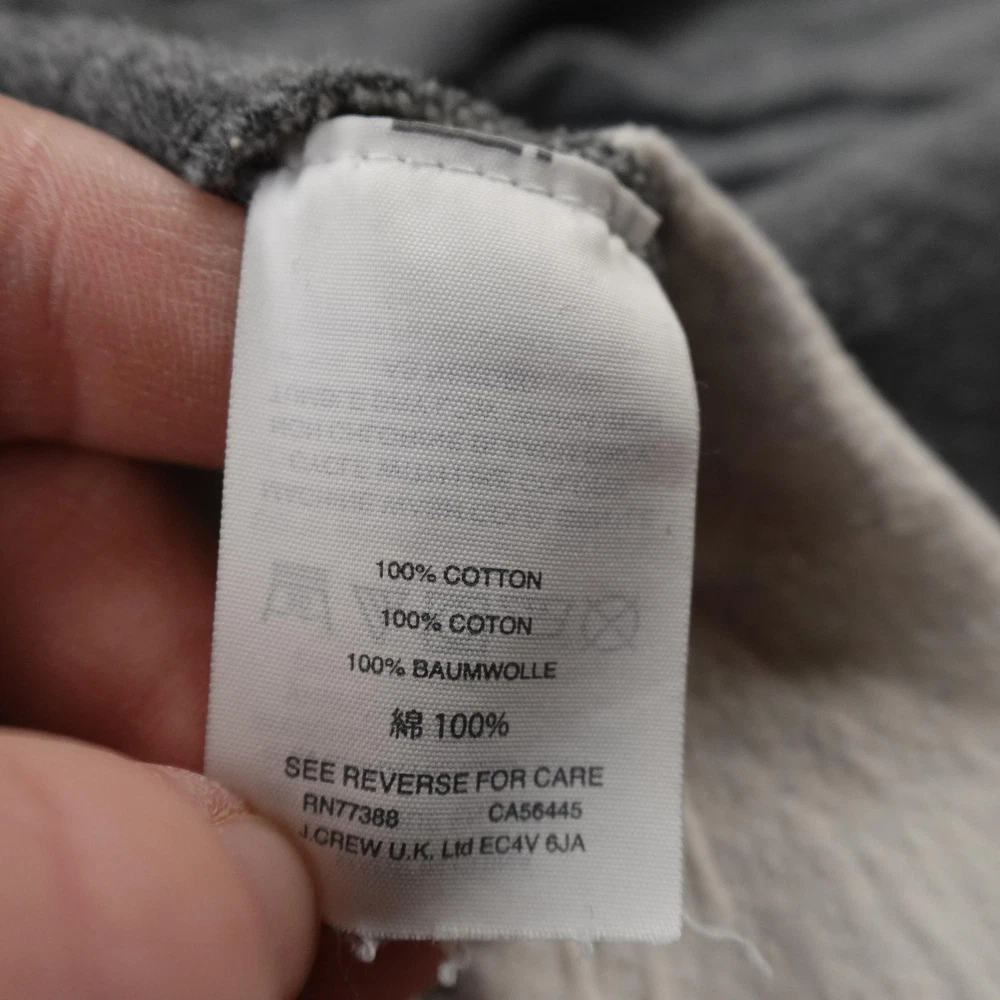 100% COTTON
100% COTON
100% BAUMWOLLE
綿 100%
SEE REVERSE FOR CARE
RN77388 CA56445
J.CREW U.K. Ltd EC4V 6JA